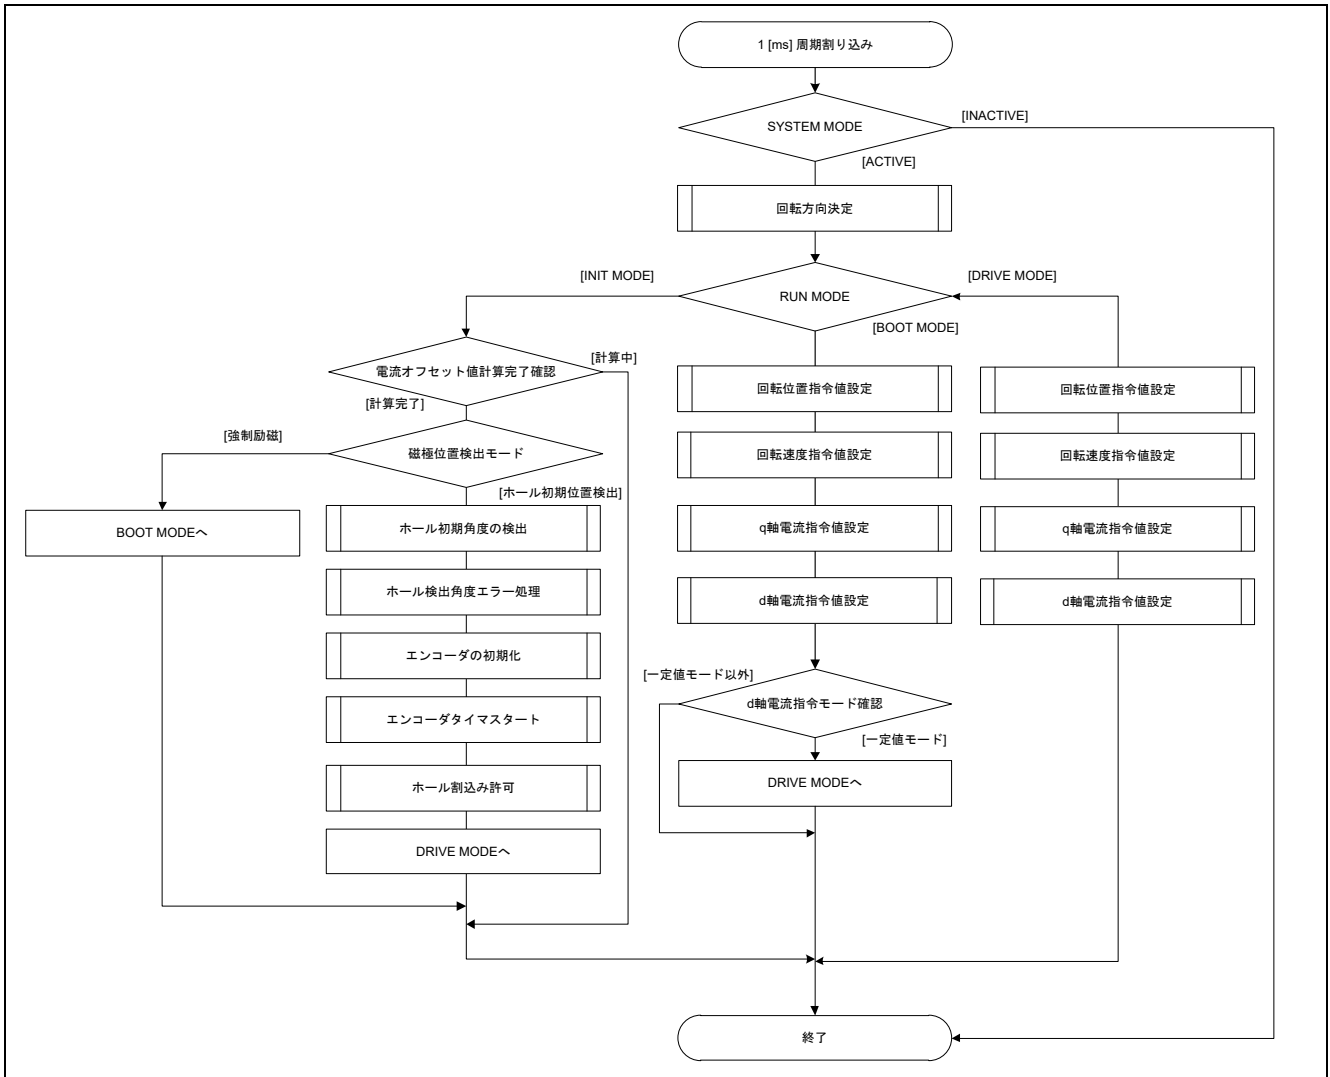 1 [ms] 周期割り込み
SYSTEM MODE
[INACTIVE]
[ACTIVE]
回転方向決定
[INIT MODE]
RUN MODE
[DRIVE MODE]
[BOOT MODE]
電流オフセット値計算完了確認
[計算中]
[計算完了]
[強制励磁]
磁極位置検出モード
[ホール初期位置検出]
BOOT MODEへ
ホール初期角度の検出
ホール検出角度エラー処理
エンコーダの初期化
エンコーダタイマスタート
ホール割込み許可
DRIVE MODEへ
回転位置指令値設定
回転速度指令値設定
q軸電流指令値設定
d軸電流指令値設定
[一定値モード以外]
d軸電流指令モード確認
[一定値モード]
DRIVE MODEへ
回転位置指令値設定
回転速度指令値設定
q軸電流指令値設定
d軸電流指令値設定
終了